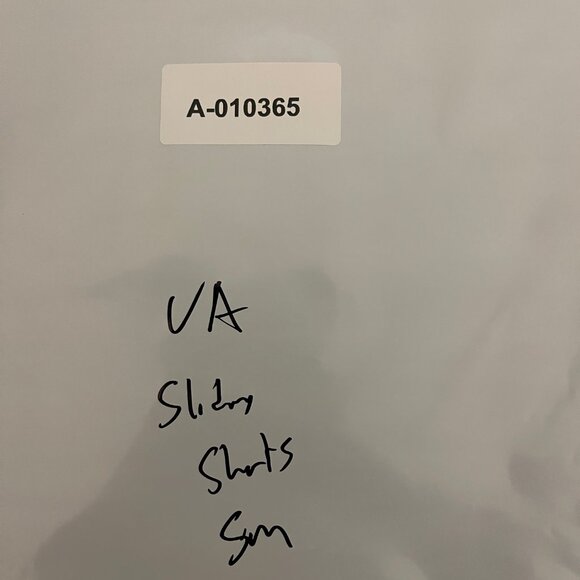 A-010365
UA
Sliding
Shorts
Sm